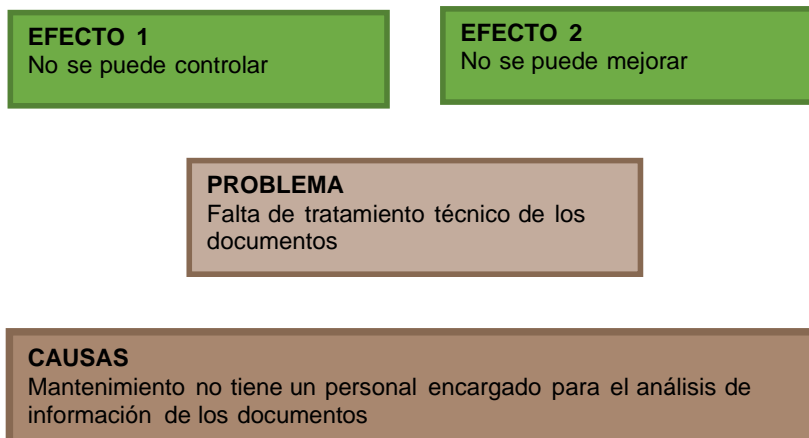 EFECTO 1
No se puede controlar
EFECTO 2
No se puede mejorar
PROBLEMA
Falta de tratamiento técnico de los
documentos
CAUSAS
Mantenimiento no tiene un personal encargado para el análisis de
información de los documentos